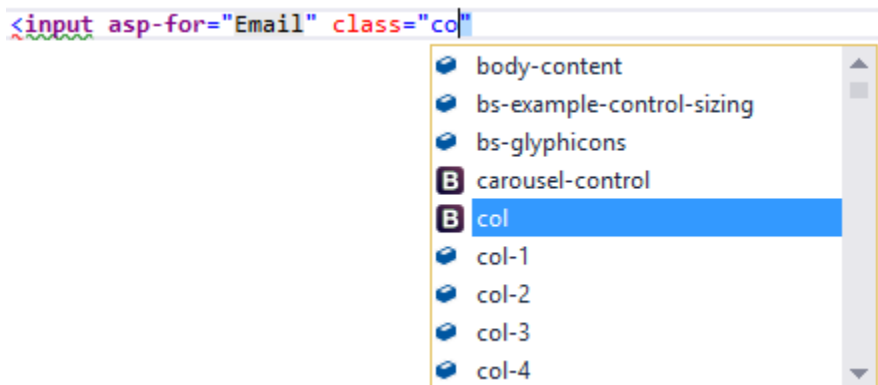 <input asp-for="Email" class="co"
body-content
bs-example-control-sizing
bs-glyphicons
B carousel-control
B col
col-1
col-2
col-3
col-4